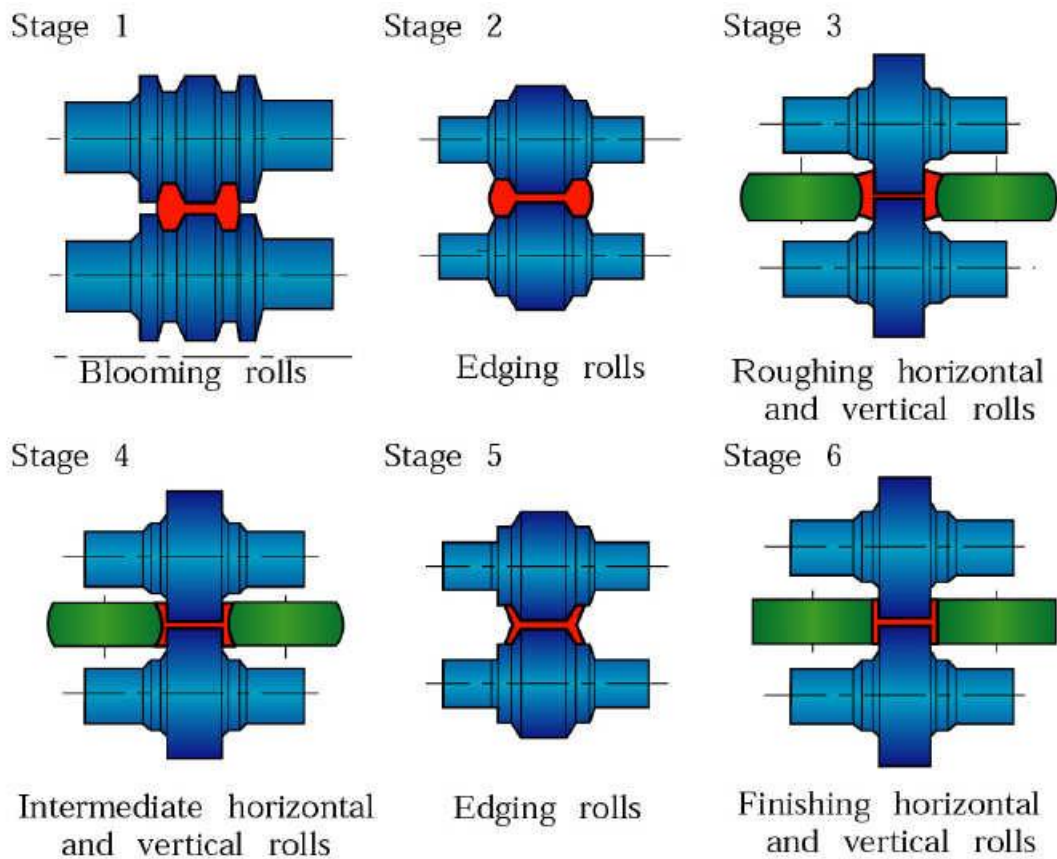 Stage 1
Stage 2
Stage 3
Blooming rolls
Edging rolls
Roughing horizontal
and vertical rolls
Stage 4
Stage 5
Stage 6
Intermediate horizontal
and vertical rolls
Edging rolls
Finishing horizontal
and vertical rolls